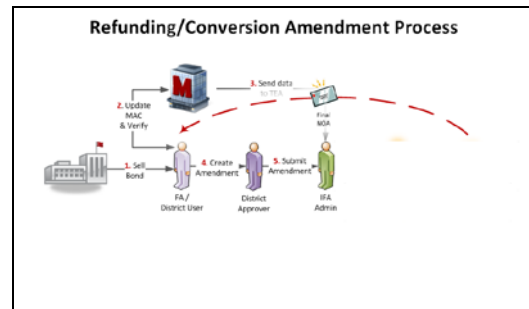 Refunding/Conversion Amendment Process
M
3. Send data
to TEA
2. Update
MAC
& Verify
Final
NOA
1. Sell
Bond
4. Create
Amendment
5. Submit
Amendment
FA /
District User
District
Approver
IFA
Admin